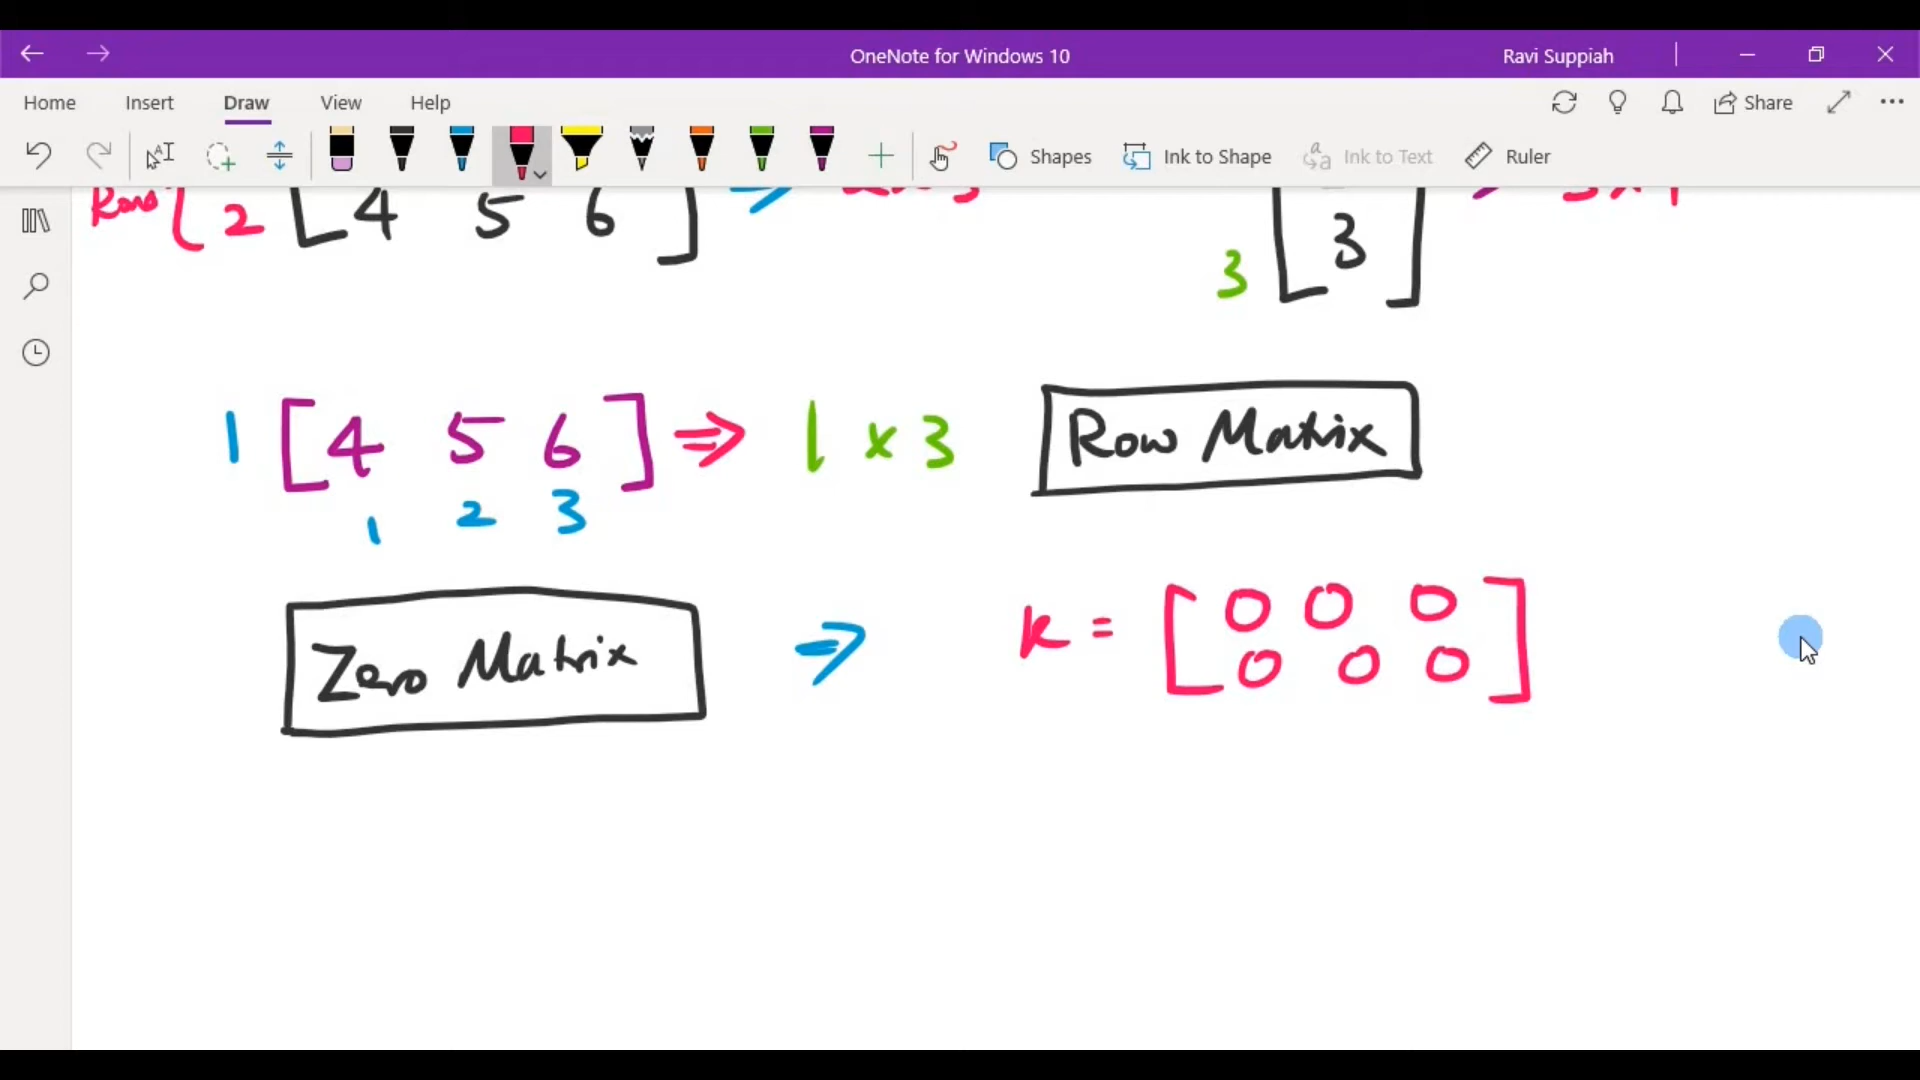 OneNote for Windows 10
Ravi Suppiah
Home Insert Draw View Help
Share
Shapes Ink to Shape Ink to Text Ruler
Rows 2 [ 4 5 6 ] ⇒
3
3
1 [ 4 5 6 ] ⇒ 1 x 3 Row Matrix
1 2 3
Zero Matrix ⇒ K = [ 0 0 0
0 0 0 ]